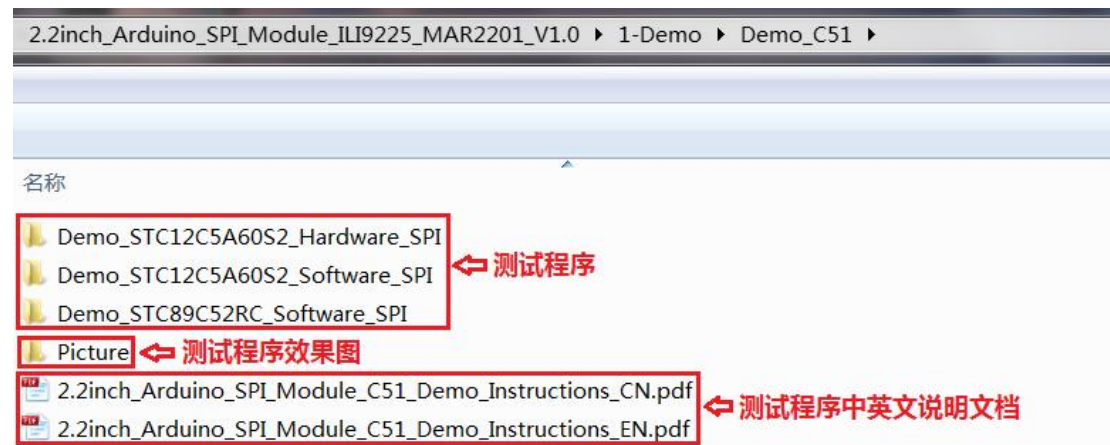 2.2inch_Arduino_SPI_Module_ILI9225_MAR2201_V1.0 ▸ 1-Demo ▸ Demo_C51 ▸
名称
Demo_STC12C5A60S2_Hardware_SPI
Demo_STC12C5A60S2_Software_SPI
Demo_STC89C52RC_Software_SPI
测试程序
Picture 测试程序效果图
2.2inch_Arduino_SPI_Module_C51_Demo_Instructions_CN.pdf
2.2inch_Arduino_SPI_Module_C51_Demo_Instructions_EN.pdf
测试程序中英文说明文档